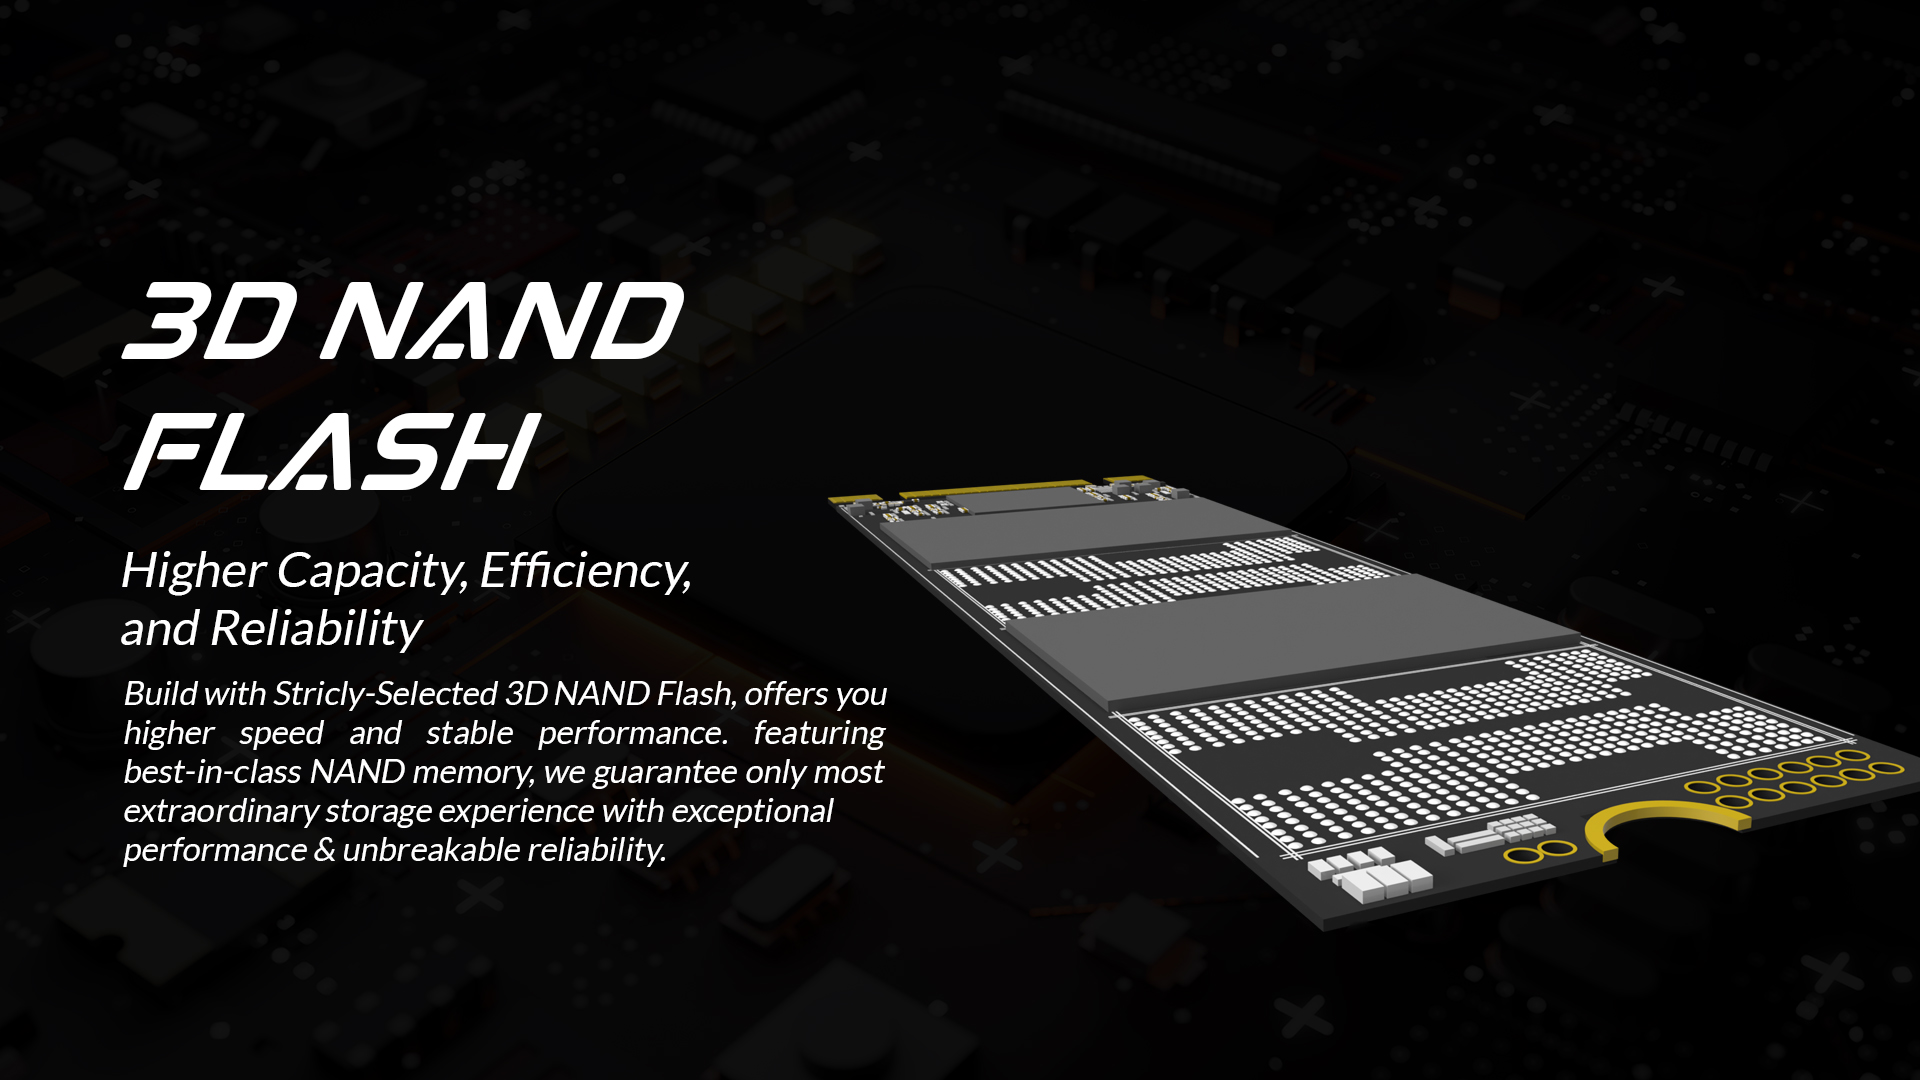 3D NAND
FLASH
Higher Capacity, Efficiency,
and Reliability
Build with Stricly-Selected 3D NAND Flash, offers you
higher speed and stable performance. featuring
best-in-class NAND memory, we guarantee only most
extraordinary storage experience with exceptional
performance & unbreakable reliability.